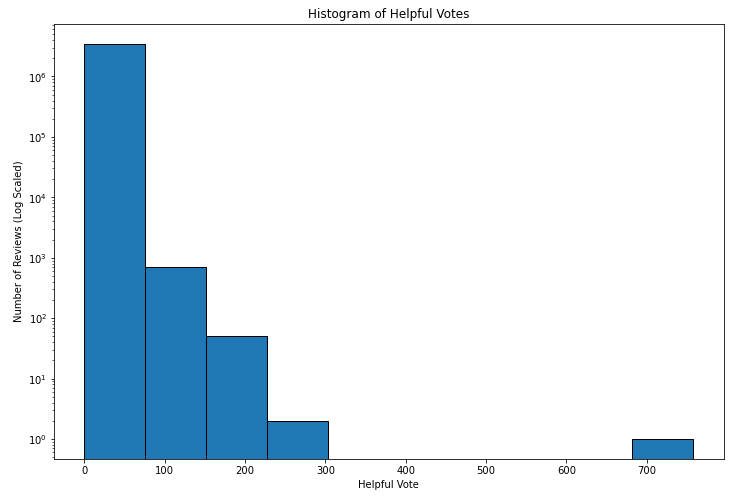 Histogram of Helpful Votes
Number of Reviews (Log Scaled)
10⁶
10⁵
10⁴
10³
10²
10¹
10⁰
0 100 200 300 400 500 600 700
Helpful Vote